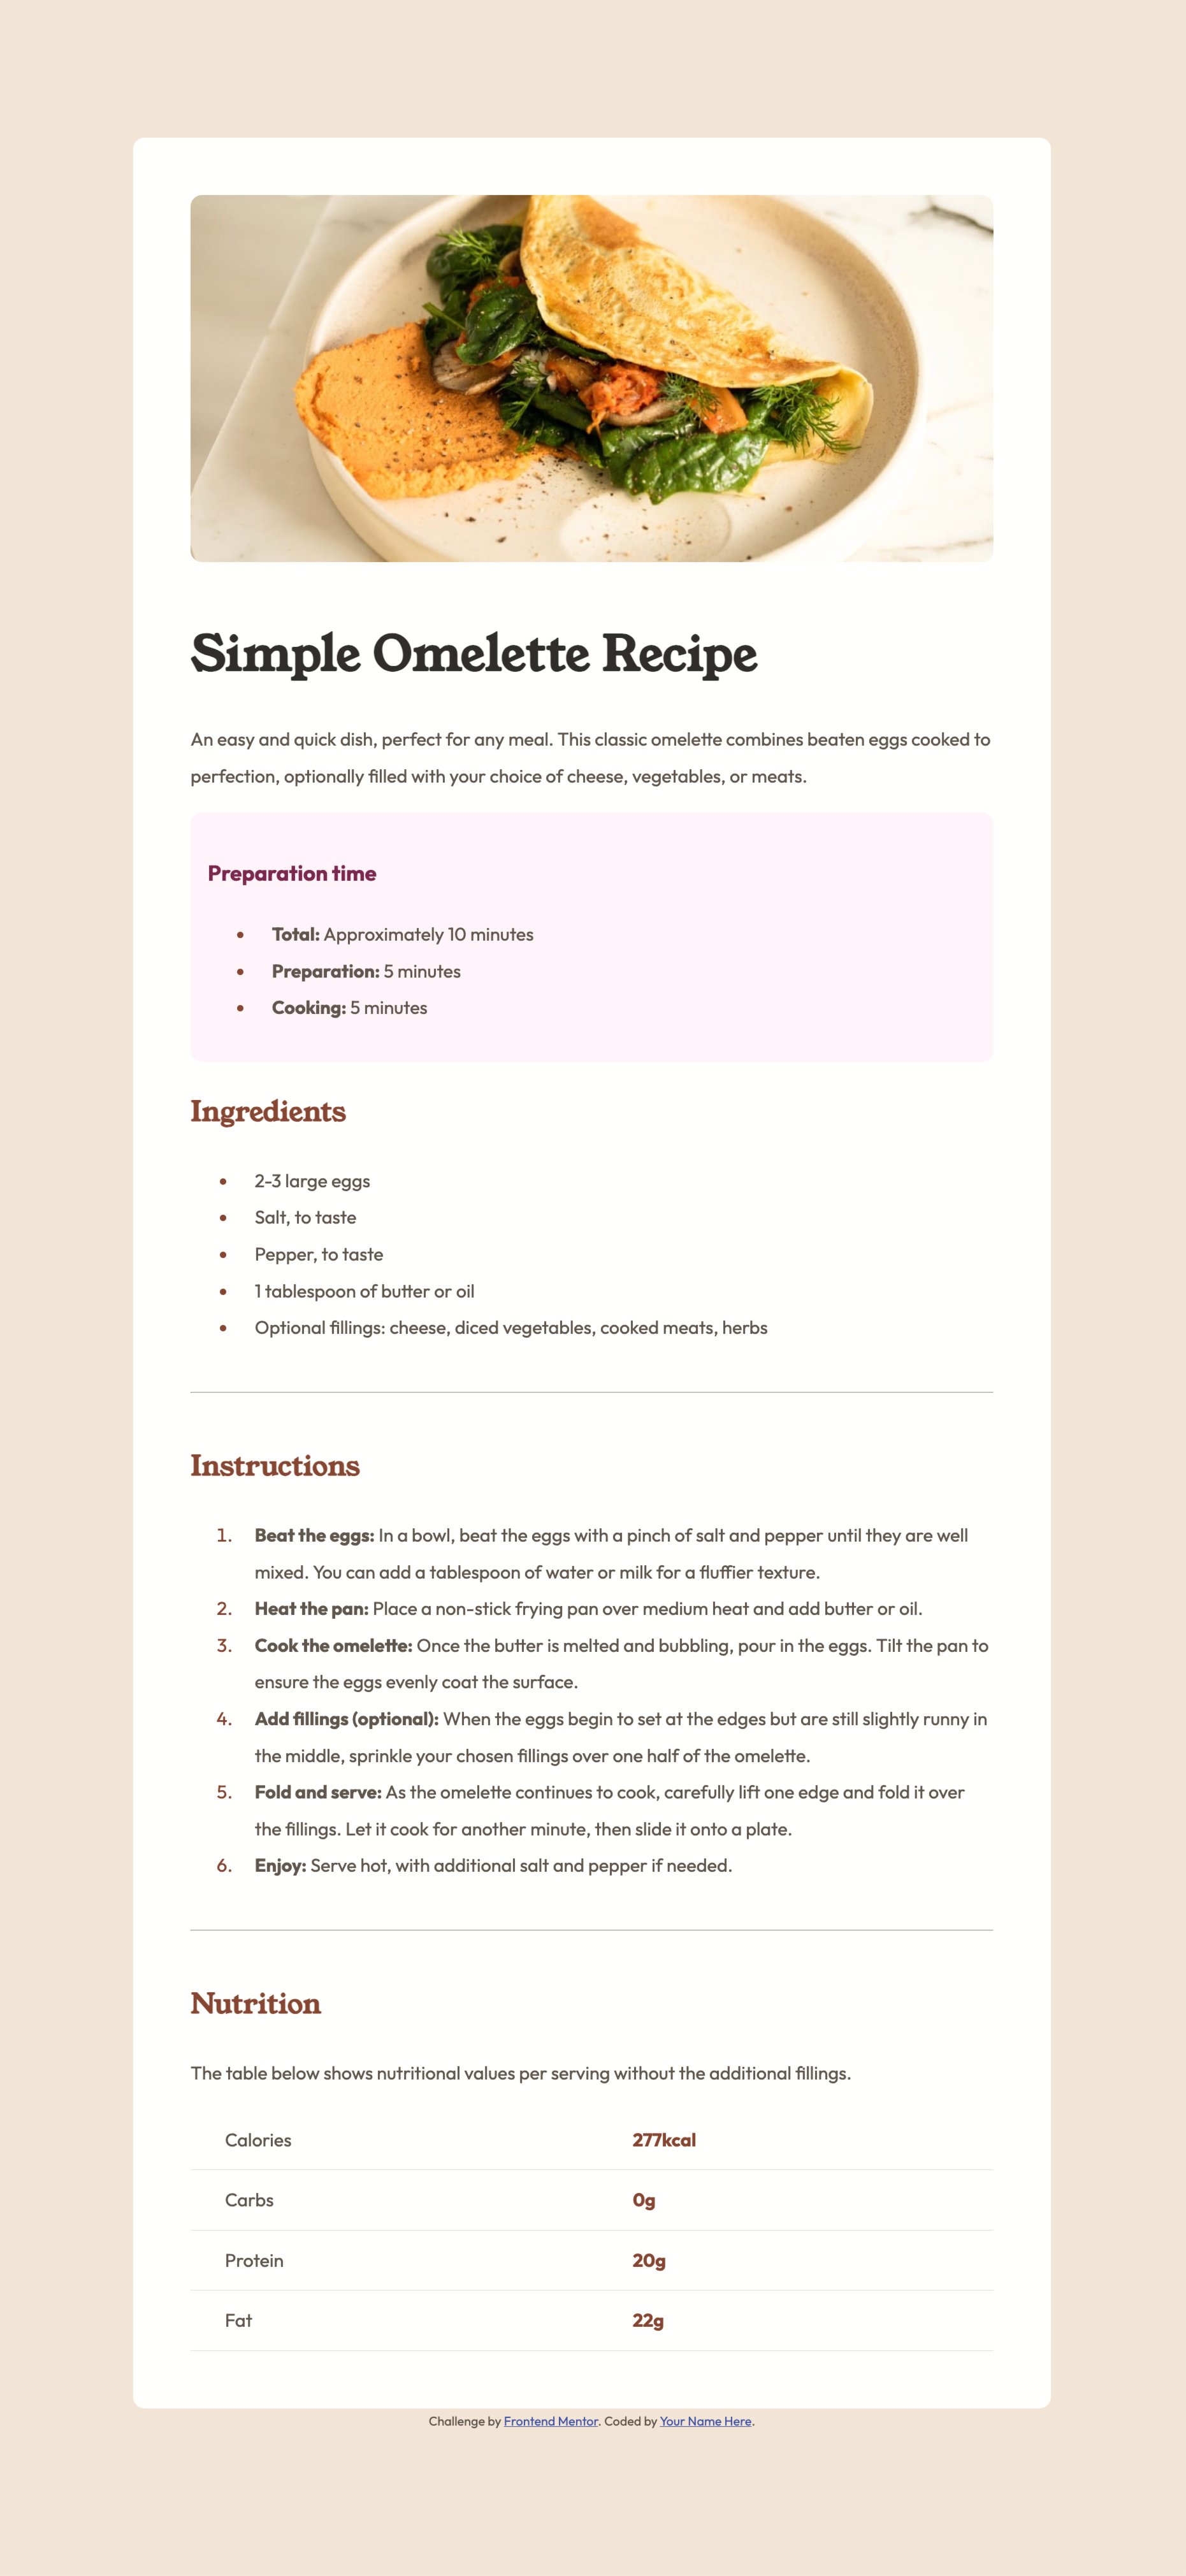 Simple Omelette Recipe
An easy and quick dish, perfect for any meal. This classic omelette combines beaten eggs cooked to
perfection, optionally filled with your choice of cheese, vegetables, or meats.
Preparation time
• Total: Approximately 10 minutes
• Preparation: 5 minutes
• Cooking: 5 minutes
Ingredients
• 2-3 large eggs
• Salt, to taste
• Pepper, to taste
• 1 tablespoon of butter or oil
• Optional fillings: cheese, diced vegetables, cooked meats, herbs
Instructions
1. Beat the eggs: In a bowl, beat the eggs with a pinch of salt and pepper until they are well
mixed. You can add a tablespoon of water or milk for a fluffier texture.
2. Heat the pan: Place a non-stick frying pan over medium heat and add butter or oil.
3. Cook the omelette: Once the butter is melted and bubbling, pour in the eggs. Tilt the pan to
ensure the eggs evenly coat the surface.
4. Add fillings (optional): When the eggs begin to set at the edges but are still slightly runny in
the middle, sprinkle your chosen fillings over one half of the omelette.
5. Fold and serve: As the omelette continues to cook, carefully lift one edge and fold it over
the fillings. Let it cook for another minute, then slide it onto a plate.
6. Enjoy: Serve hot, with additional salt and pepper if needed.
Nutrition
The table below shows nutritional values per serving without the additional fillings.
Calories 277kcal
Carbs 0g
Protein 20g
Fat 22g
Challenge by Frontend Mentor. Coded by Your Name Here.